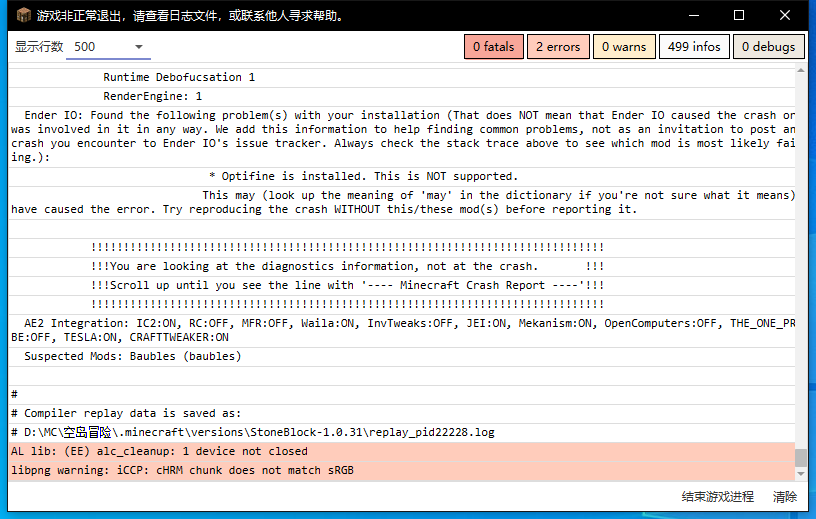 游戏非正常退出，请查看日志文件，或联系他人寻求帮助。
显示行数 500 0 fatals 2 errors 0 warns 499 infos 0 debugs
Runtime Debofucsation 1
RenderEngine: 1
Ender IO: Found the following problem(s) with your installation (That does NOT mean that Ender IO caused the crash or
was involved in it in any way. We add this information to help finding common problems, not as an invitation to post an
crash you encounter to Ender IO's issue tracker. Always check the stack trace above to see which mod is most likely fai
ing.):
* Optifine is installed. This is NOT supported.
This may (look up the meaning of 'may' in the dictionary if you're not sure what it means)
have caused the error. Try reproducing the crash WITHOUT this/these mod(s) before reporting it.
!!!!!!!!!!!!!!!!!!!!!!!!!!!!!!!!!!!!!!!!!!!!!!!!!!!!!!!!!!!!!!!!!!!!!!!!!!!!!!
!!!You are looking at the diagnostics information, not at the crash. !!!
!!!Scroll up until you see the line with '---- Minecraft Crash Report ----'!!!
!!!!!!!!!!!!!!!!!!!!!!!!!!!!!!!!!!!!!!!!!!!!!!!!!!!!!!!!!!!!!!!!!!!!!!!!!!!!!!
AE2 Integration: IC2:ON, RC:OFF, MFR:OFF, Waila:ON, InvTweaks:OFF, JEI:ON, Mekanism:ON, OpenComputers:OFF, THE_ONE_PR
BE:OFF, TESLA:ON, CRAFTTWEAKER:ON
Suspected Mods: Baubles (baubles)
#
# Compiler replay data is saved as:
# D:\MC\空岛冒险\.minecraft\versions\StoneBlock-1.0.31\replay_pid22228.log
AL lib: (EE) alc_cleanup: 1 device not closed
libpng warning: iCCP: cHRM chunk does not match sRGB
结束游戏进程 清除